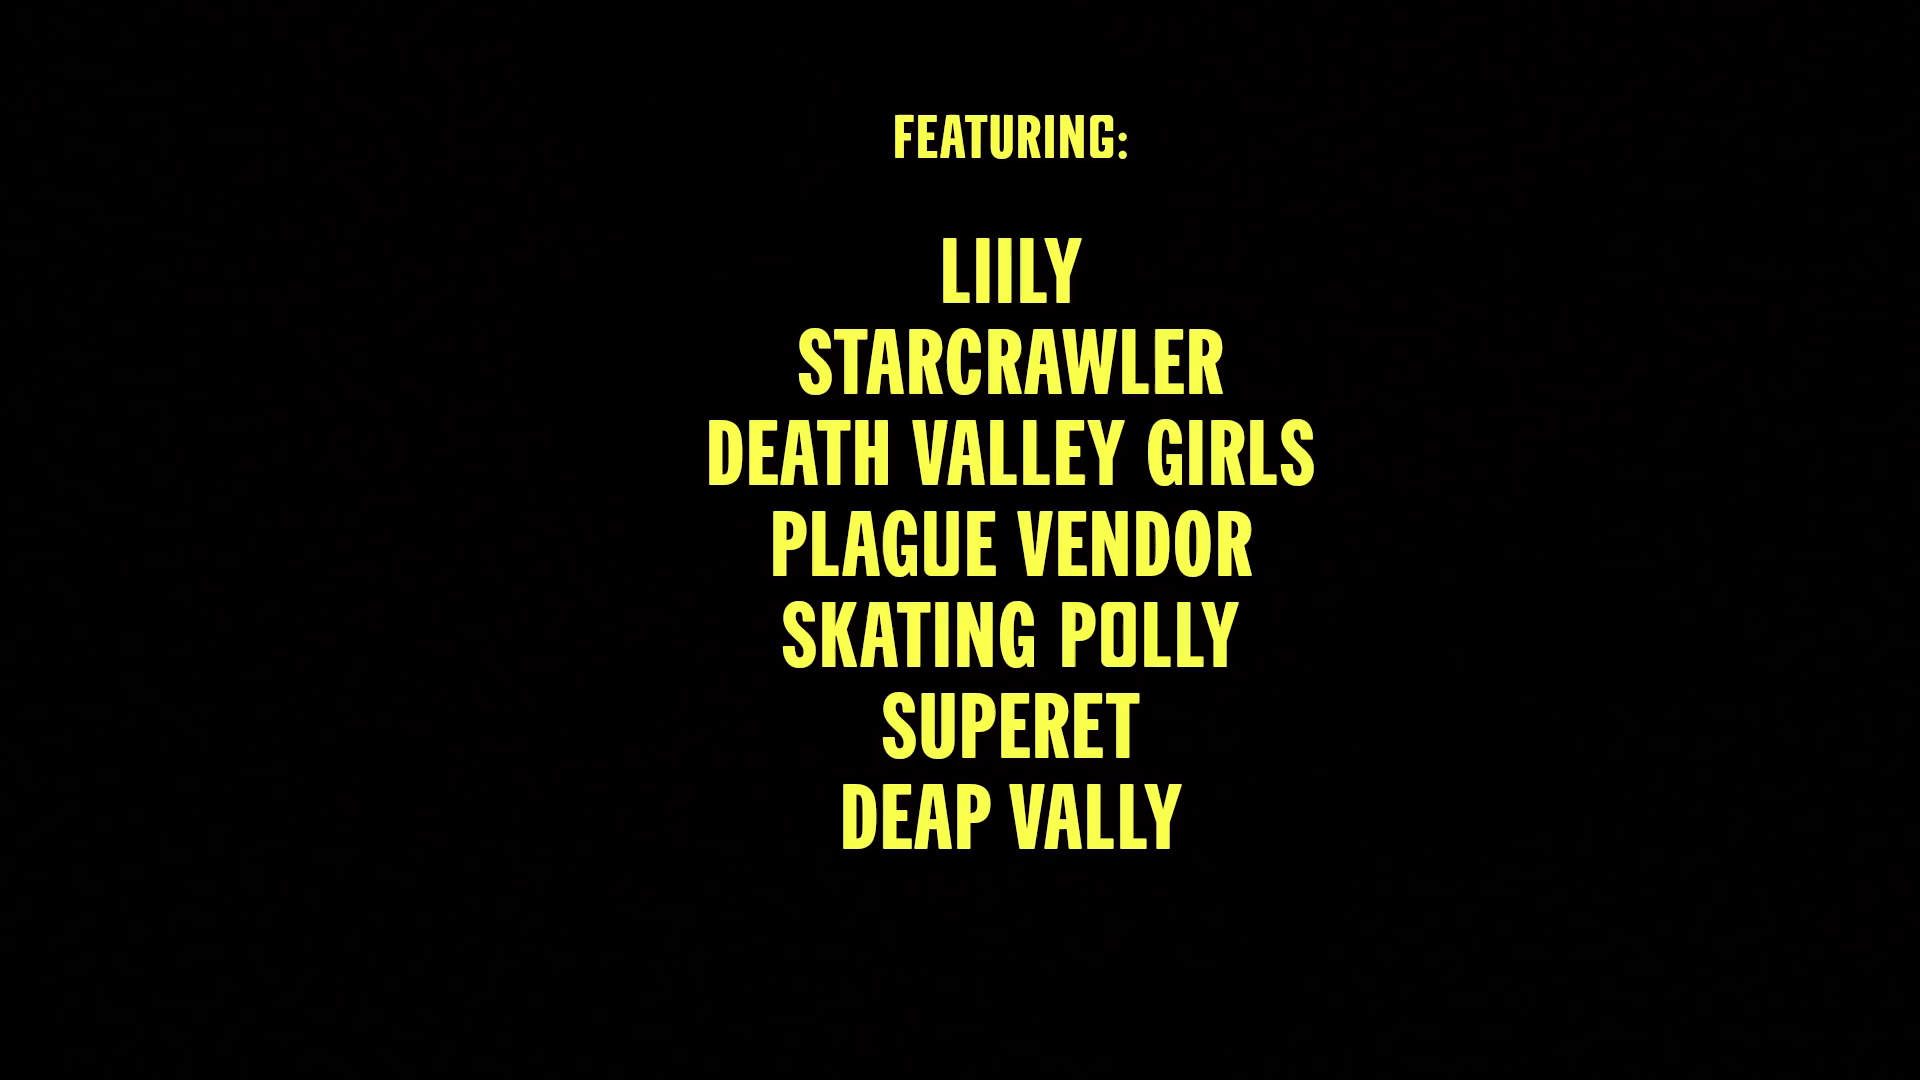 FEATURING:
LIILY
STARCRAWLER
DEATH VALLEY GIRLS
PLAGUE VENDOR
SKATING POLLY
SUPERET
DEAP VALLY